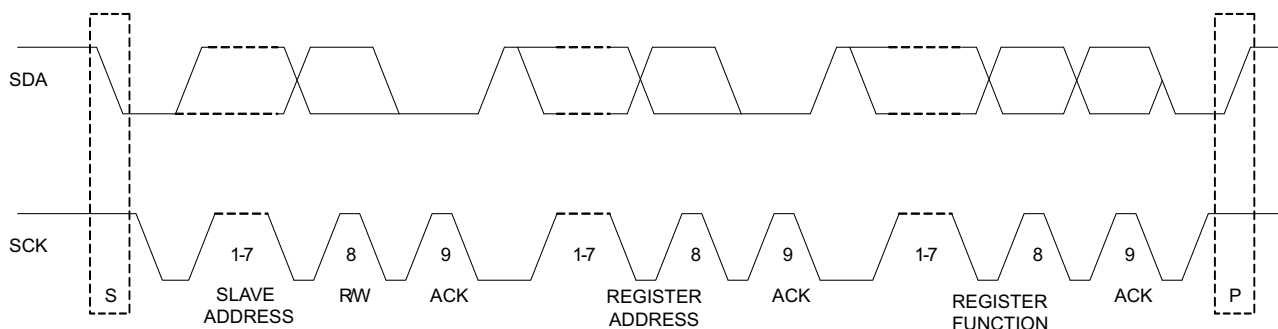 SDA
SCK
1-7 8 9 1-7 8 9 1-7 8 9
S SLAVE ADDRESS R/W ACK REGISTER ADDRESS ACK REGISTER FUNCTION ACK P